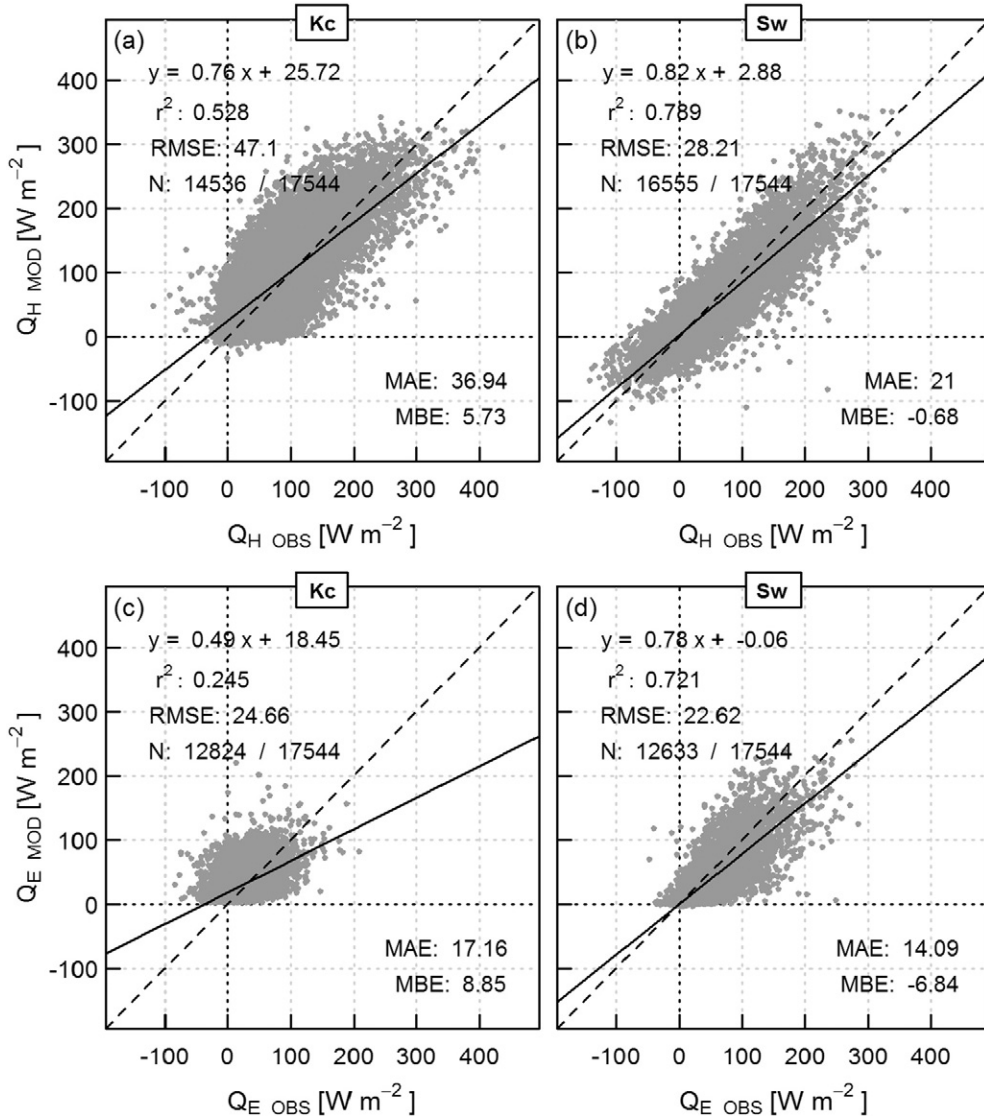 Kc
(a)
y = 0.76 x + 25.72
r² : 0.528
RMSE: 47.1
N: 14536 / 17544
MAE: 36.94
MBE: 5.73
400
300
200
100
0
-100
Q_H MOD [W m⁻²]
-100 0 100 200 300 400
Q_H OBS [W m⁻²]
Sw
(b)
y = 0.82 x + 2.88
r² : 0.789
RMSE: 28.21
N: 16555 / 17544
MAE: 21
MBE: -0.68
-100 0 100 200 300 400
Q_H OBS [W m⁻²]
Kc
(c)
y = 0.49 x + 18.45
r² : 0.245
RMSE: 24.66
N: 12824 / 17544
MAE: 17.16
MBE: 8.85
400
300
200
100
0
-100
Q_E MOD [W m⁻²]
-100 0 100 200 300 400
Q_E OBS [W m⁻²]
Sw
(d)
y = 0.78 x + -0.06
r² : 0.721
RMSE: 22.62
N: 12633 / 17544
MAE: 14.09
MBE: -6.84
-100 0 100 200 300 400
Q_E OBS [W m⁻²]